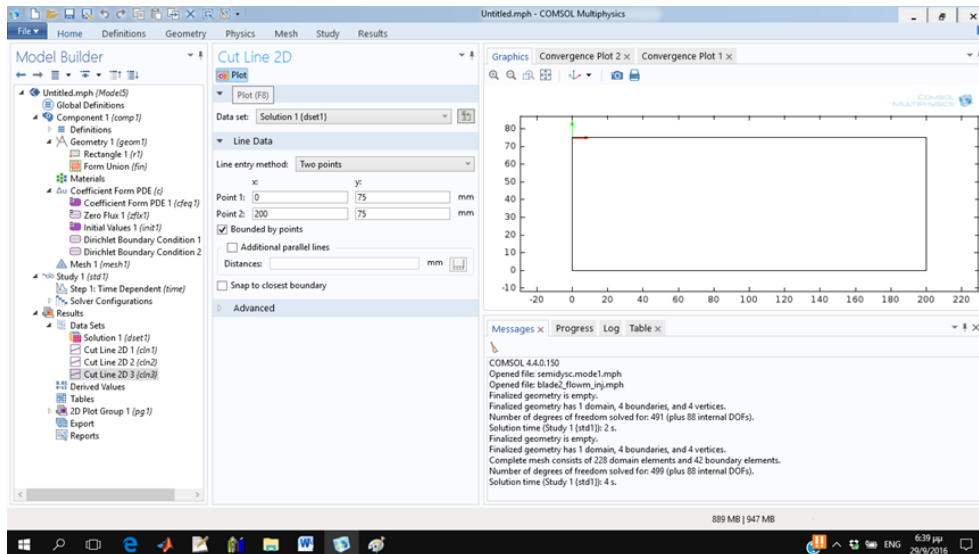 Untitled.mph - COMSOL Multiphysics
File Home Definitions Geometry Physics Mesh Study Results
Model Builder
Untitled.mph (Model5)
Global Definitions
Component 1 (comp1)
Definitions
Geometry 1 (geom1)
Rectangle 1 (r1)
Form Union (fin)
Materials
Δu Coefficient Form PDE (c)
Coefficient Form PDE 1 (cfeq1)
Zero Flux 1 (zflx1)
Initial Values 1 (init1)
Dirichlet Boundary Condition 1
Dirichlet Boundary Condition 2
Mesh 1 (mesh1)
Study 1 (std1)
Step 1: Time Dependent (time)
Solver Configurations
Results
Data Sets
Solution 1 (dset1)
Cut Line 2D 1 (cln1)
Cut Line 2D 2 (cln2)
Cut Line 2D 3 (cln3)
Derived Values
Tables
2D Plot Group 1 (pg1)
Export
Reports
Cut Line 2D
Plot
Plot (F8)
Data set: Solution 1 {dset1}
Line Data
Line entry method: Two points
x: y:
Point 1: 0 75 mm
Point 2: 200 75 mm
Bounded by points
Additional parallel lines
Distances: mm
Snap to closest boundary
Advanced
Graphics Convergence Plot 2 Convergence Plot 1
COMSOL
MULTIPHYSICS
80
70
60
50
40
30
20
10
0
-10
-20 0 20 40 60 80 100 120 140 160 180 200 220
Messages Progress Log Table
COMSOL 4.4.0.150
Opened file: semidysc.mode1.mph
Opened file: blade2_flowm_inj.mph
Finalized geometry is empty.
Finalized geometry has 1 domain, 4 boundaries, and 4 vertices.
Number of degrees of freedom solved for: 491 (plus 88 internal DOFs).
Solution time (Study 1 {std1}): 2 s.
Finalized geometry is empty.
Finalized geometry has 1 domain, 4 boundaries, and 4 vertices.
Complete mesh consists of 228 domain elements and 42 boundary elements.
Number of degrees of freedom solved for: 499 (plus 88 internal DOFs).
Solution time (Study 1 {std1}): 4 s.
889 MB | 947 MB
ENG
6:39 μμ
29/9/2016